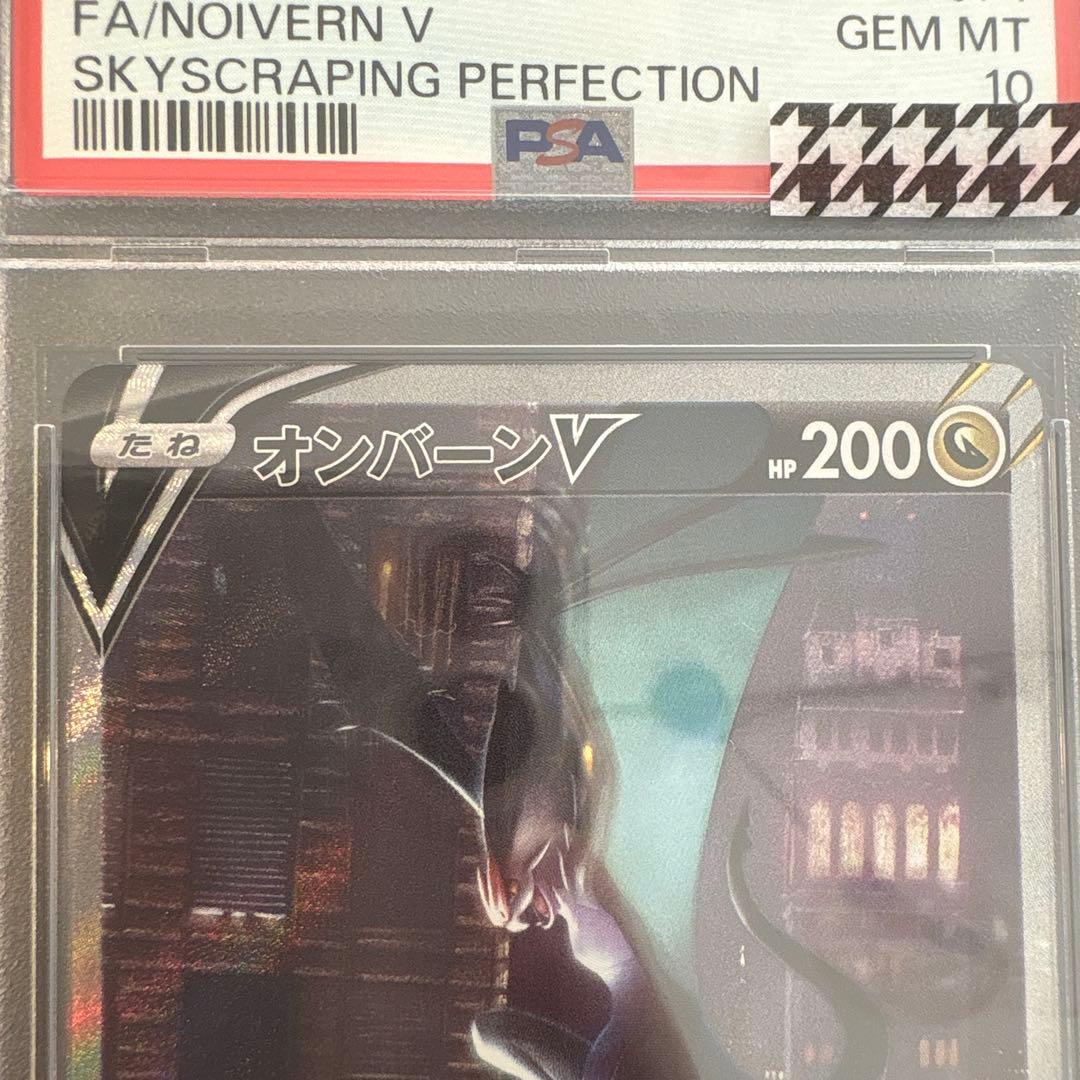 FA/NOIVERN V
GEM MT
SKYSCRAPING PERFECTION
10
PSA
たね
オンバーンV
HP 200